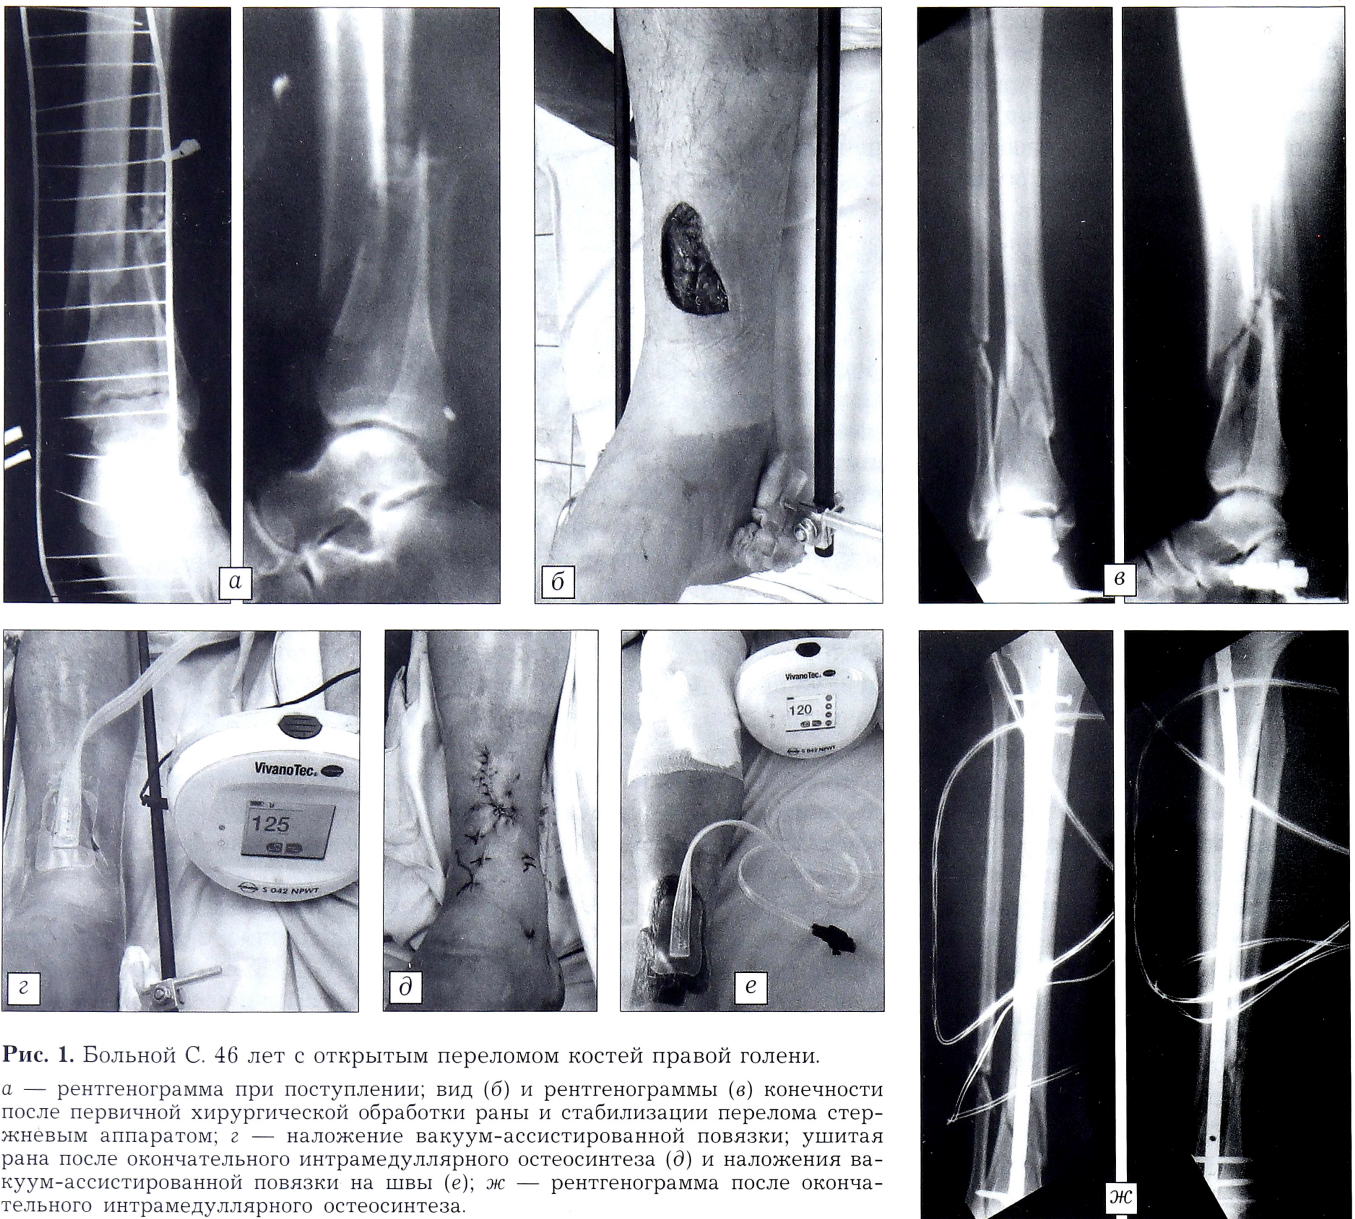 а
б
в
VivanoTec®
125
S 042 NPWT
г
д
VivanoTec®
120
S 042 NPWT
е
ж
Рис. 1. Больной С. 46 лет с открытым переломом костей правой голени.
а — рентгенограмма при поступлении; вид (б) и рентгенограммы (в) конечности
после первичной хирургической обработки раны и стабилизации перелома стер-
жневым аппаратом; г — наложение вакуум-ассистированной повязки; ушитая
рана после окончательного интрамедуллярного остеосинтеза (д) и наложения ва-
куум-ассистированной повязки на швы (е); ж — рентгенограмма после оконча-
тельного интрамедуллярного остеосинтеза.